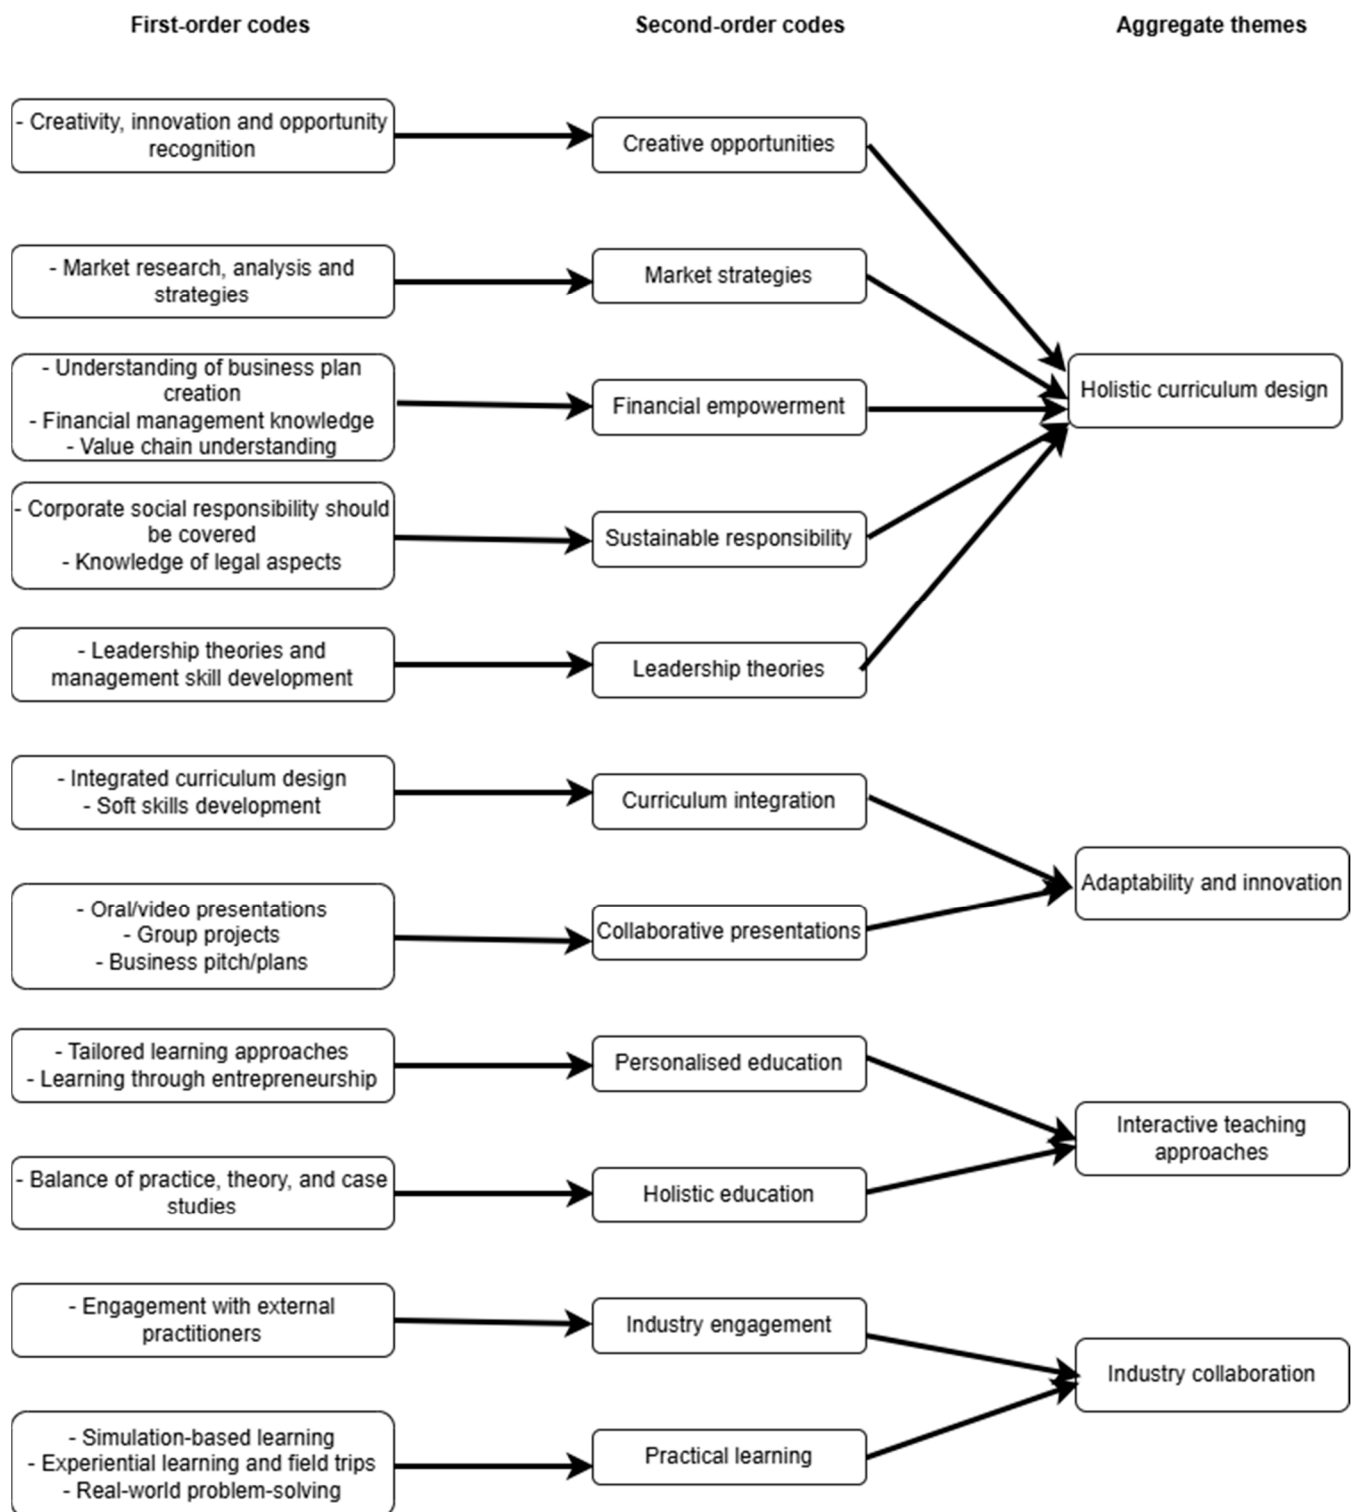 First-order codes
Second-order codes
Aggregate themes
- Creativity, innovation and opportunity
recognition
Creative opportunities
- Market research, analysis and
strategies
Market strategies
- Understanding of business plan
creation
- Financial management knowledge
- Value chain understanding
Financial empowerment
Holistic curriculum design
- Corporate social responsibility should
be covered
- Knowledge of legal aspects
Sustainable responsibility
- Leadership theories and
management skill development
Leadership theories
- Integrated curriculum design
- Soft skills development
Curriculum integration
Adaptability and innovation
- Oral/video presentations
- Group projects
- Business pitch/plans
Collaborative presentations
- Tailored learning approaches
- Learning through entrepreneurship
Personalised education
Interactive teaching
approaches
- Balance of practice, theory, and case
studies
Holistic education
- Engagement with external
practitioners
Industry engagement
Industry collaboration
- Simulation-based learning
- Experiential learning and field trips
- Real-world problem-solving
Practical learning